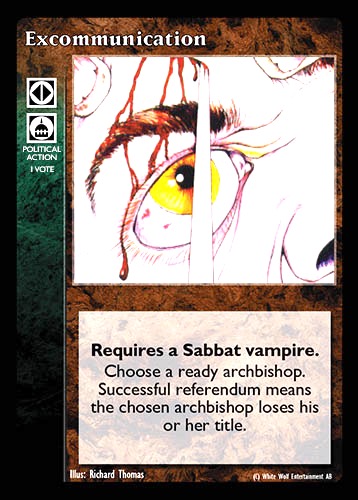 Excommunication
POLITICAL
ACTION
1 VOTE
Requires a Sabbat vampire.
Choose a ready archbishop.
Successful referendum means
the chosen archbishop loses his
or her title.
Illus: Richard Thomas
(C) White Wolf Entertainment AB